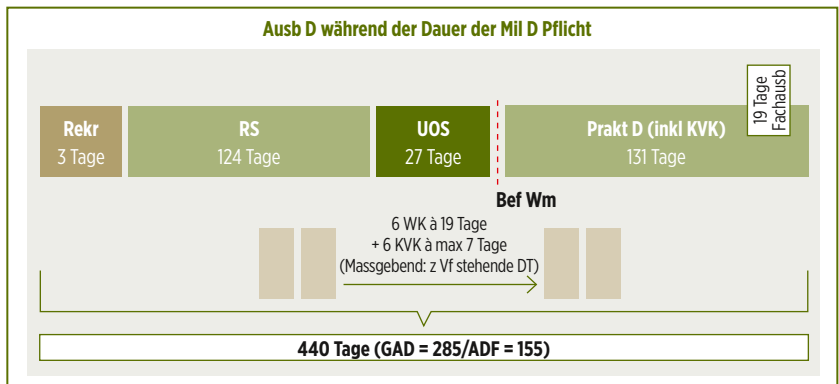 Ausb D während der Dauer der Mil D Pflicht
19 Tage
Fachausb
Rekr
3 Tage
RS
124 Tage
UOS
27 Tage
Prakt D (inkl KVK)
131 Tage
Bef Wm
6 WK à 19 Tage
+ 6 KVK à max 7 Tage
(Massgebend: z Vf stehende DT)
440 Tage (GAD = 285/ADF = 155)